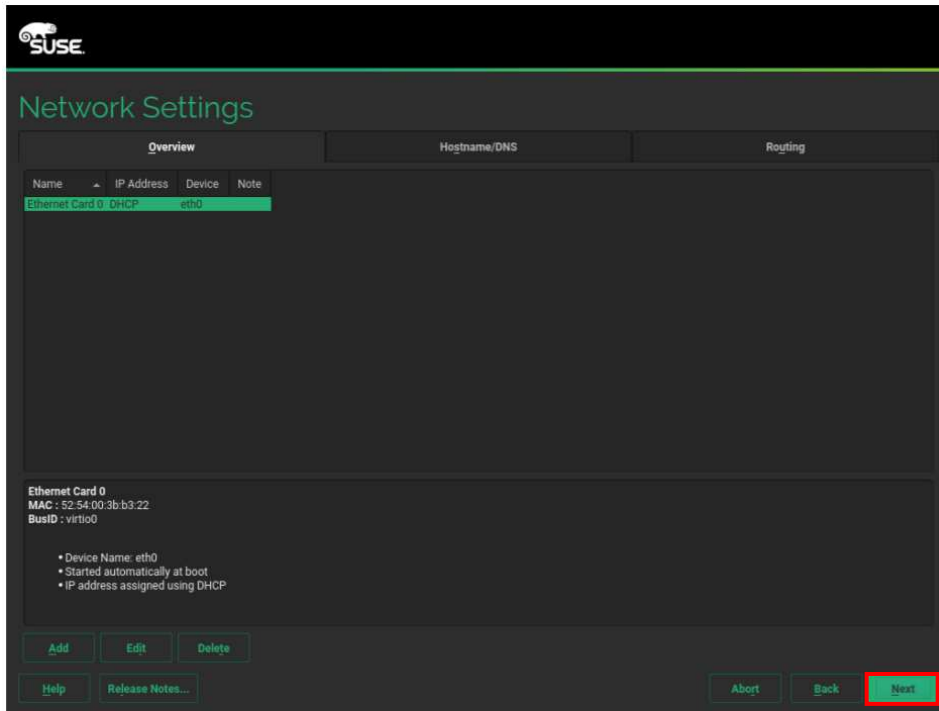 SUSE.
Network Settings
Overview Hostname/DNS Routing
Name IP Address Device Note
Ethernet Card 0 DHCP eth0
Ethernet Card 0
MAC : 52:54:00:3b:b3:22
BusID : virtio0
• Device Name: eth0
• Started automatically at boot
• IP address assigned using DHCP
Add Edit Delete
Help Release Notes... Abort Back Next